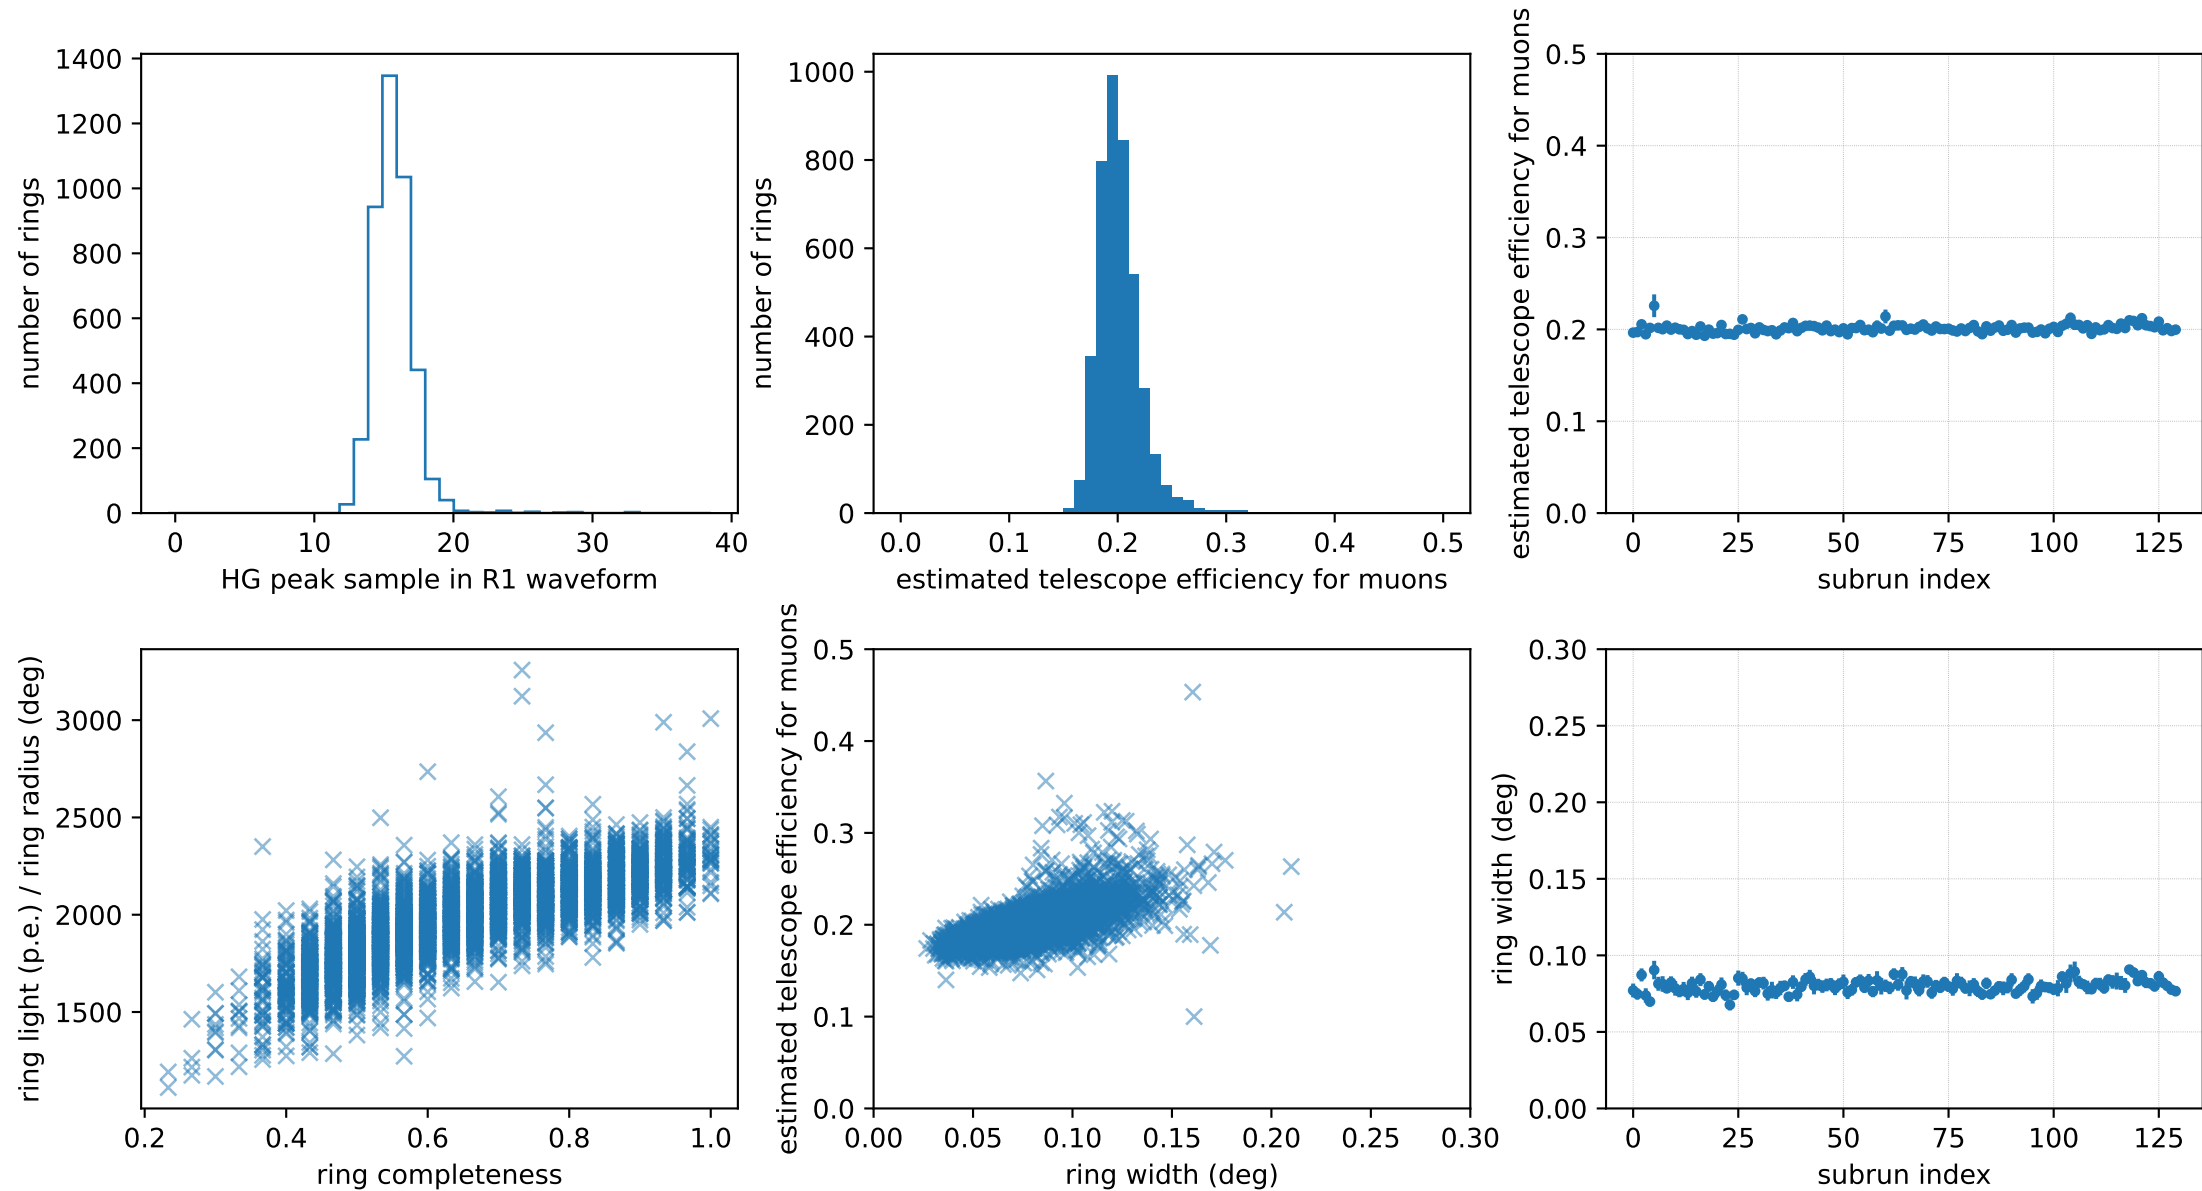 1400
1200
1000
800
600
400
200
0
number of rings
0 10 20 30 40
HG peak sample in R1 waveform
1000
800
600
400
200
0
number of rings
0.0 0.1 0.2 0.3 0.4 0.5
estimated telescope efficiency for muons
0.5
0.4
0.3
0.2
0.1
0.0
estimated telescope efficiency for muons
0 25 50 75 100 125
subrun index
3000
2500
2000
1500
ring light (p.e.) / ring radius (deg)
0.2 0.4 0.6 0.8 1.0
ring completeness
0.5
0.4
0.3
0.2
0.1
0.0
estimated telescope efficiency for muons
0.00 0.05 0.10 0.15 0.20 0.25 0.30
ring width (deg)
0.30
0.25
0.20
0.15
0.10
0.05
0.00
ring width (deg)
0 25 50 75 100 125
subrun index